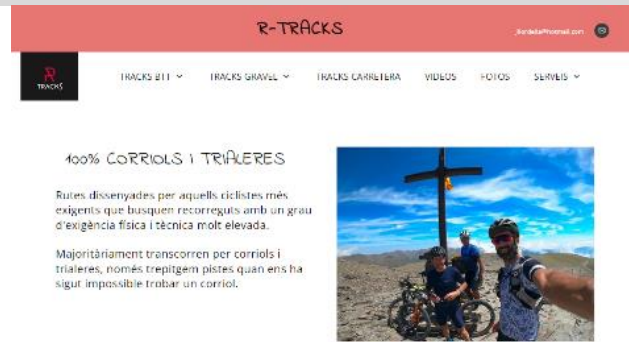 R-TRACKS
R
TRACKS
TRACKS BTT
TRACKS GRAVEL
TRACKS CARRETERA
VIDEOS
FOTOS
SERVEIS
100% CORRIOLS I TRIALERES
Rutes dissenyades per aquells ciclistes més
exigents que busquen recorreguts amb un grau
d'exigència física i tècnica molt elevada.
Majoritàriament transcorren per corriols i
trialeres, només trepitgem pistes quan ens ha
sigut impossible trobar un corriol.